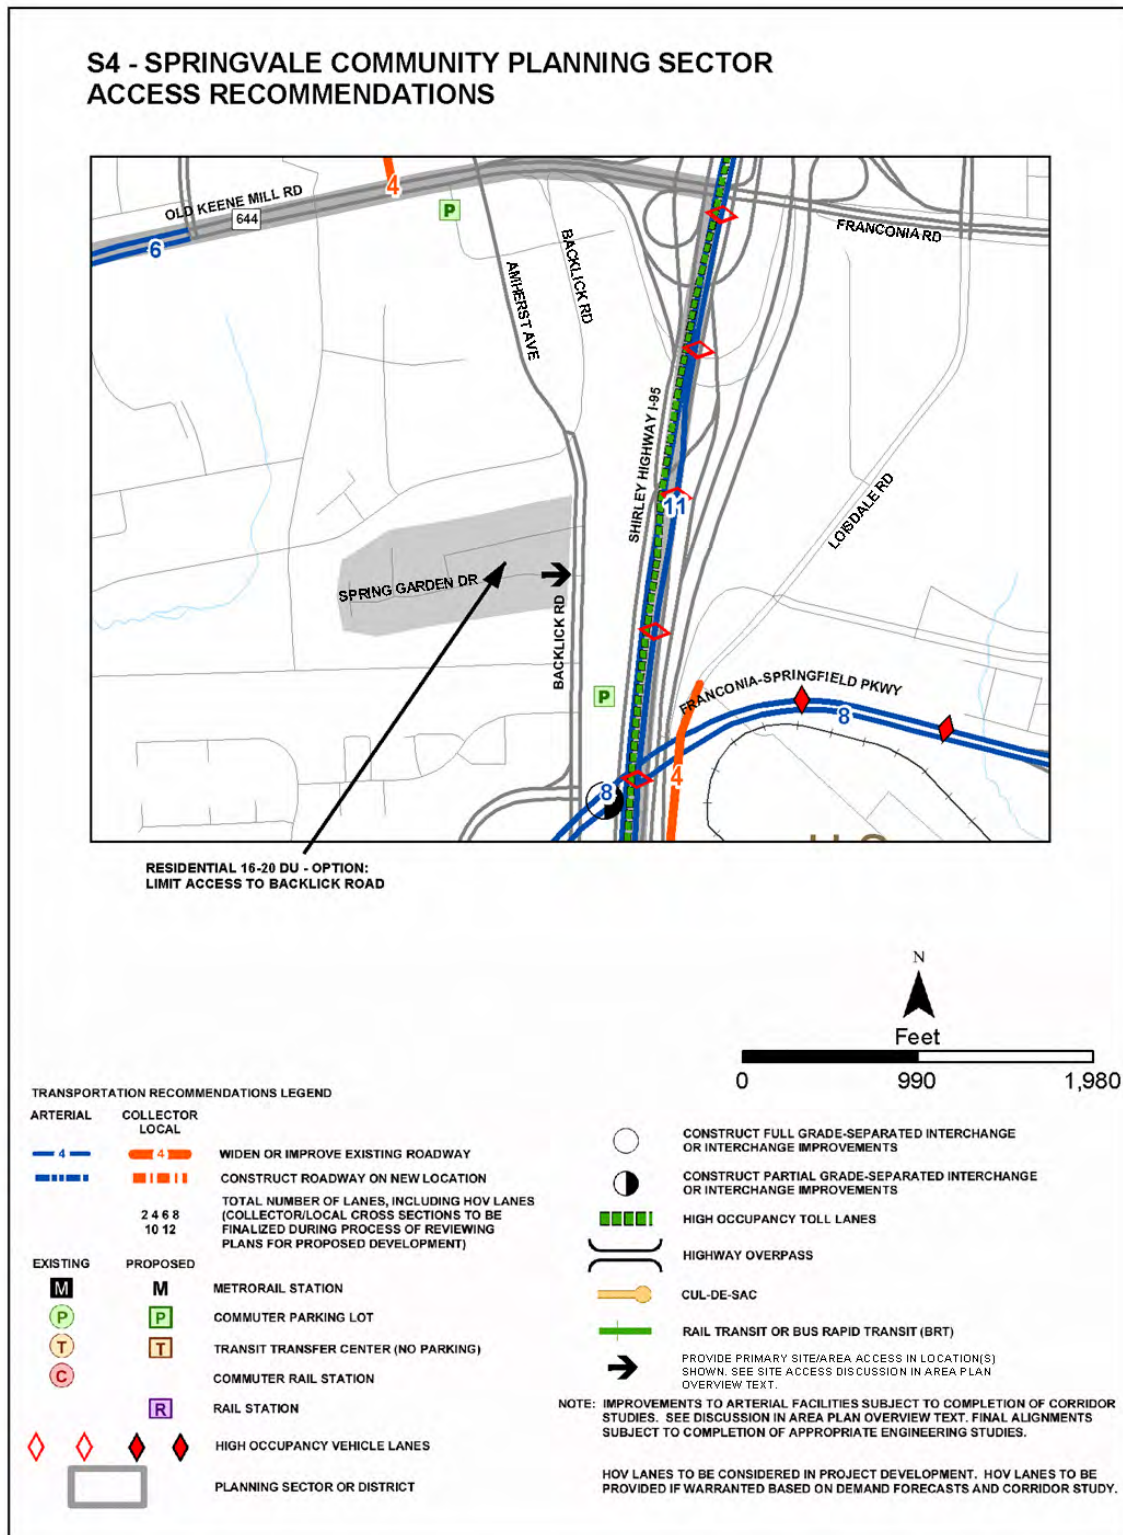 S4 - SPRINGVALE COMMUNITY PLANNING SECTOR
ACCESS RECOMMENDATIONS
OLD KEENE MILL RD
644
6
4
P
FRANCONIA RD
BACKLICK RD
AMHERST AVE
SHIRLEY HIGHWAY I-95
11
LOISDALE RD
SPRING GARDEN DR
BACKLICK RD
P
FRANCONIA-SPRINGFIELD PKWY
8
8
4
RESIDENTIAL 16-20 DU - OPTION:
LIMIT ACCESS TO BACKLICK ROAD
N
Feet
0 990 1,980
TRANSPORTATION RECOMMENDATIONS LEGEND
ARTERIAL COLLECTOR
LOCAL
4 4 WIDEN OR IMPROVE EXISTING ROADWAY
CONSTRUCT ROADWAY ON NEW LOCATION
TOTAL NUMBER OF LANES, INCLUDING HOV LANES
2 4 6 8 (COLLECTOR/LOCAL CROSS SECTIONS TO BE
10 12 FINALIZED DURING PROCESS OF REVIEWING
PLANS FOR PROPOSED DEVELOPMENT)
EXISTING PROPOSED
M M METRORAIL STATION
P P COMMUTER PARKING LOT
T T TRANSIT TRANSFER CENTER (NO PARKING)
C COMMUTER RAIL STATION
R RAIL STATION
HIGH OCCUPANCY VEHICLE LANES
PLANNING SECTOR OR DISTRICT
CONSTRUCT FULL GRADE-SEPARATED INTERCHANGE
OR INTERCHANGE IMPROVEMENTS
CONSTRUCT PARTIAL GRADE-SEPARATED INTERCHANGE
OR INTERCHANGE IMPROVEMENTS
HIGH OCCUPANCY TOLL LANES
HIGHWAY OVERPASS
CUL-DE-SAC
RAIL TRANSIT OR BUS RAPID TRANSIT (BRT)
PROVIDE PRIMARY SITE/AREA ACCESS IN LOCATION(S)
SHOWN. SEE SITE ACCESS DISCUSSION IN AREA PLAN
OVERVIEW TEXT.
NOTE: IMPROVEMENTS TO ARTERIAL FACILITIES SUBJECT TO COMPLETION OF CORRIDOR
STUDIES. SEE DISCUSSION IN AREA PLAN OVERVIEW TEXT. FINAL ALIGNMENTS
SUBJECT TO COMPLETION OF APPROPRIATE ENGINEERING STUDIES.
HOV LANES TO BE CONSIDERED IN PROJECT DEVELOPMENT. HOV LANES TO BE
PROVIDED IF WARRANTED BASED ON DEMAND FORECASTS AND CORRIDOR STUDY.